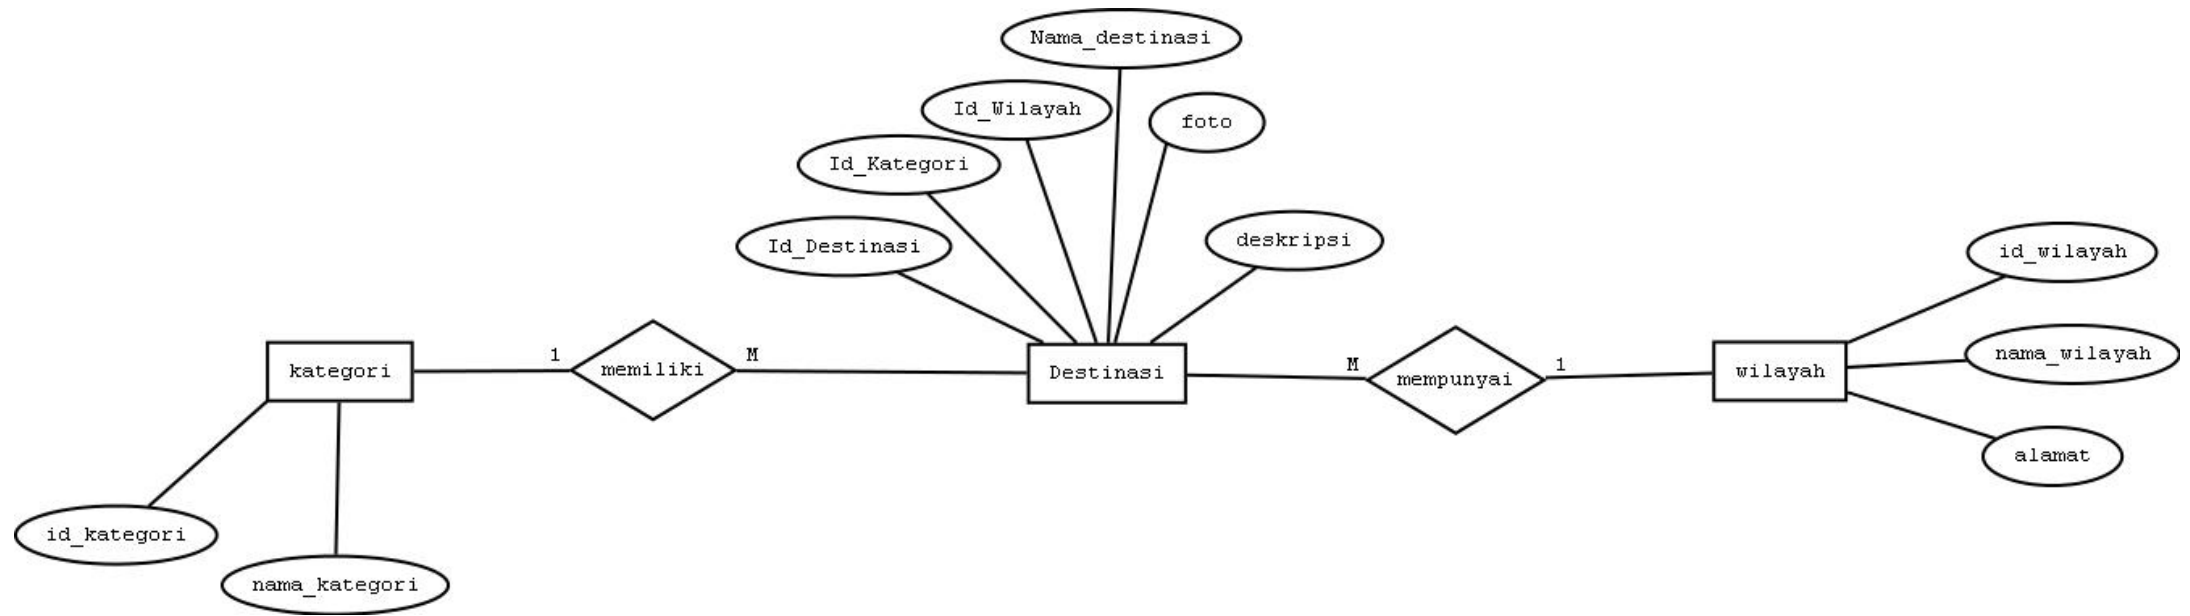 Nama_destinasi
Id_Wilayah
foto
Id_Kategori
Id_Destinasi
deskripsi
id_wilayah
kategori
1
memiliki
M
Destinasi
M
mempunyai
1
wilayah
nama_wilayah
alamat
id_kategori
nama_kategori